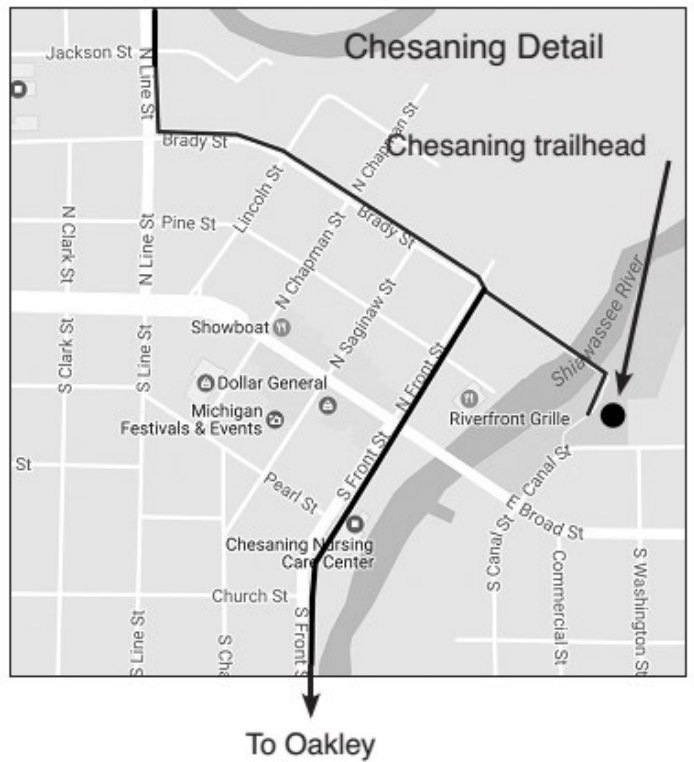 Chesaning Detail
Jackson St
N Line St
Chesaning trailhead
Brady St
N Chapman St
Lincoln St
N Clark St
N Line St
Pine St
Brady St
N Chapman St
Shiawassee River
N Saginaw St
Showboat
S Clark St
S Line St
Dollar General
N Front St
Michigan
Festivals & Events
Riverfront Grille
St
S Front St
E Canal St
Pearl St
Broad St
Chesaning Nursing
Care Center
S Canal St
Commercial St
S Washington St
Church St
S Line St
S Cha
S Front S
To Oakley